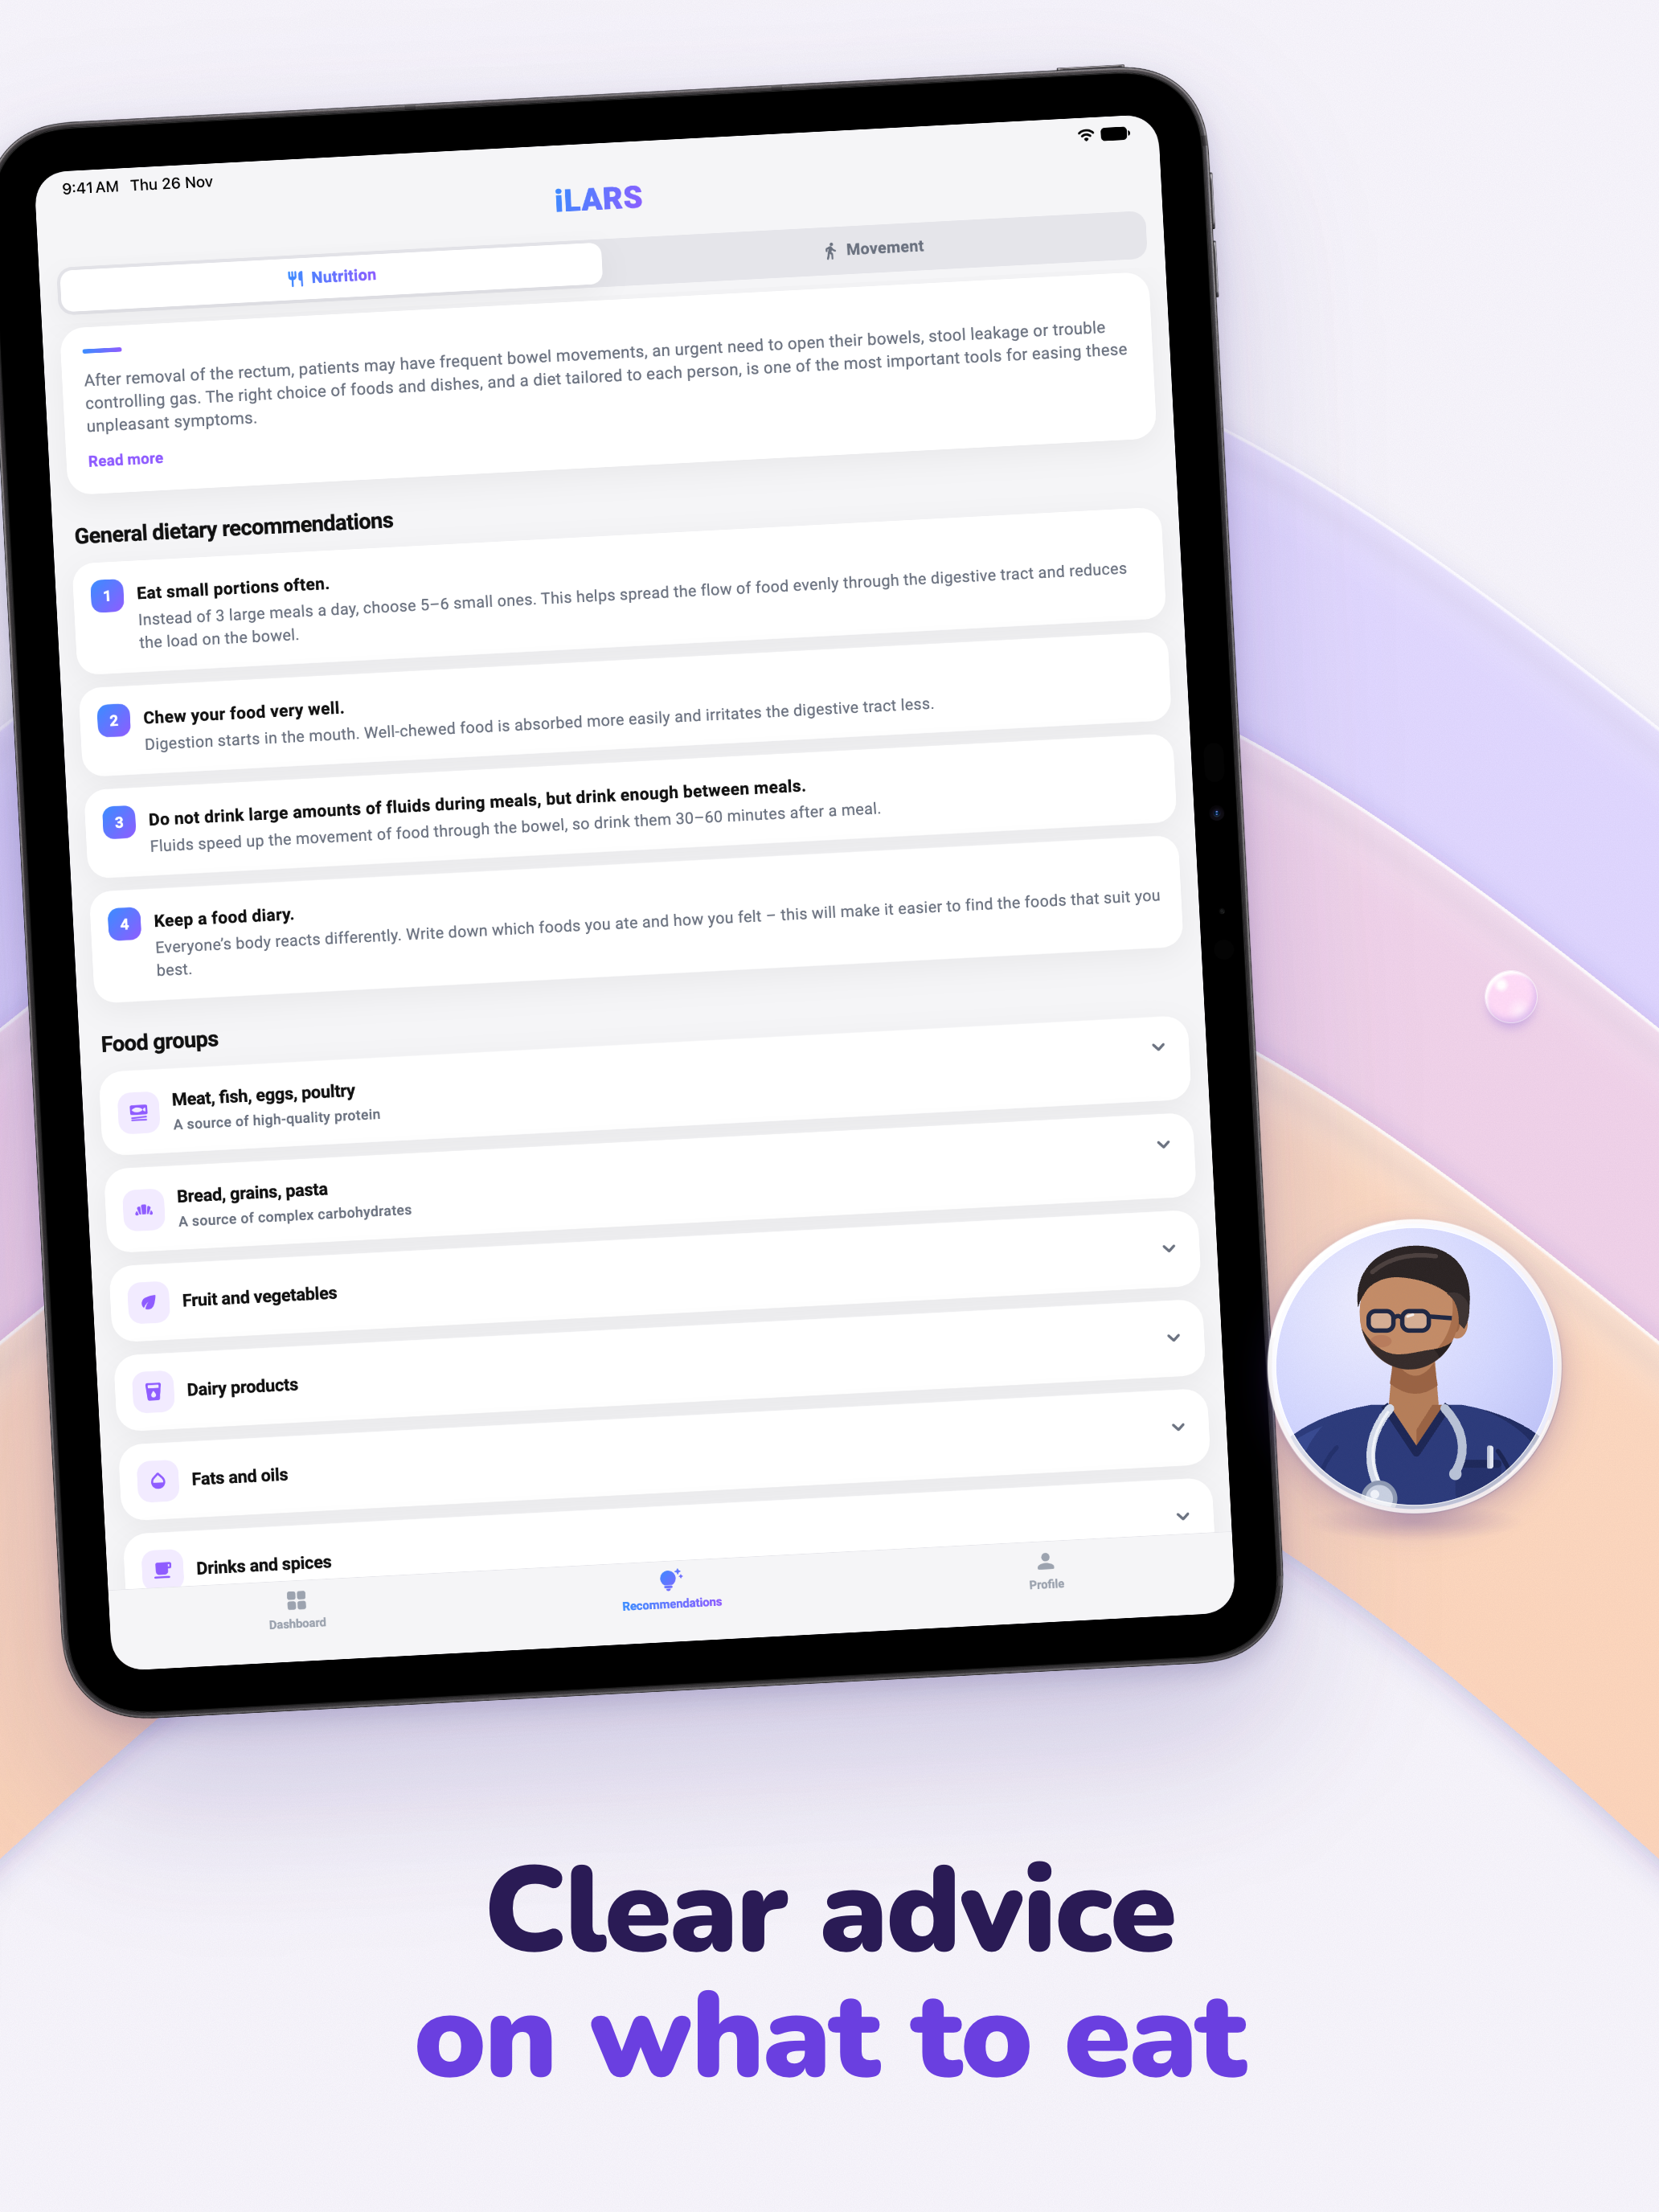 9:41 AM Thu 26 Nov
iLARS
Nutrition
Movement
After removal of the rectum, patients may have frequent bowel movements, an urgent need to open their bowels, stool leakage or trouble
controlling gas. The right choice of foods and dishes, and a diet tailored to each person, is one of the most important tools for easing these
unpleasant symptoms.
Read more
General dietary recommendations
1
Eat small portions often.
Instead of 3 large meals a day, choose 5–6 small ones. This helps spread the flow of food evenly through the digestive tract and reduces
the load on the bowel.
2
Chew your food very well.
Digestion starts in the mouth. Well-chewed food is absorbed more easily and irritates the digestive tract less.
3
Do not drink large amounts of fluids during meals, but drink enough between meals.
Fluids speed up the movement of food through the bowel, so drink them 30–60 minutes after a meal.
4
Keep a food diary.
Everyone’s body reacts differently. Write down which foods you ate and how you felt – this will make it easier to find the foods that suit you
best.
Food groups
Meat, fish, eggs, poultry
A source of high-quality protein
Bread, grains, pasta
A source of complex carbohydrates
Fruit and vegetables
Dairy products
Fats and oils
Drinks and spices
Dashboard
Recommendations
Profile
Clear advice
on what to eat